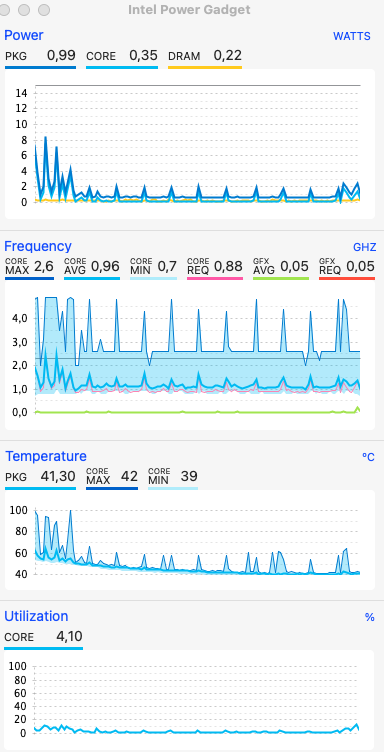 Intel Power Gadget
Power WATTS
PKG 0,99 CORE 0,35 DRAM 0,22
14
12
10
8
6
4
2
0
Frequency GHZ
CORE MAX 2,6 CORE AVG 0,96 CORE MIN 0,7 CORE REQ 0,88 GFX AVG 0,05 GFX REQ 0,05
4,0
3,0
2,0
1,0
0,0
Temperature °C
PKG 41,30 CORE MAX 42 CORE MIN 39
100
80
60
40
Utilization %
CORE 4,10
100
80
60
40
20
0